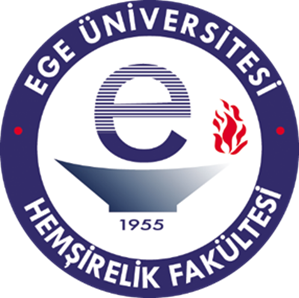 EGE ÜNİVERSİTESİ
e
1955
HEMŞİRELİK FAKÜLTESİ